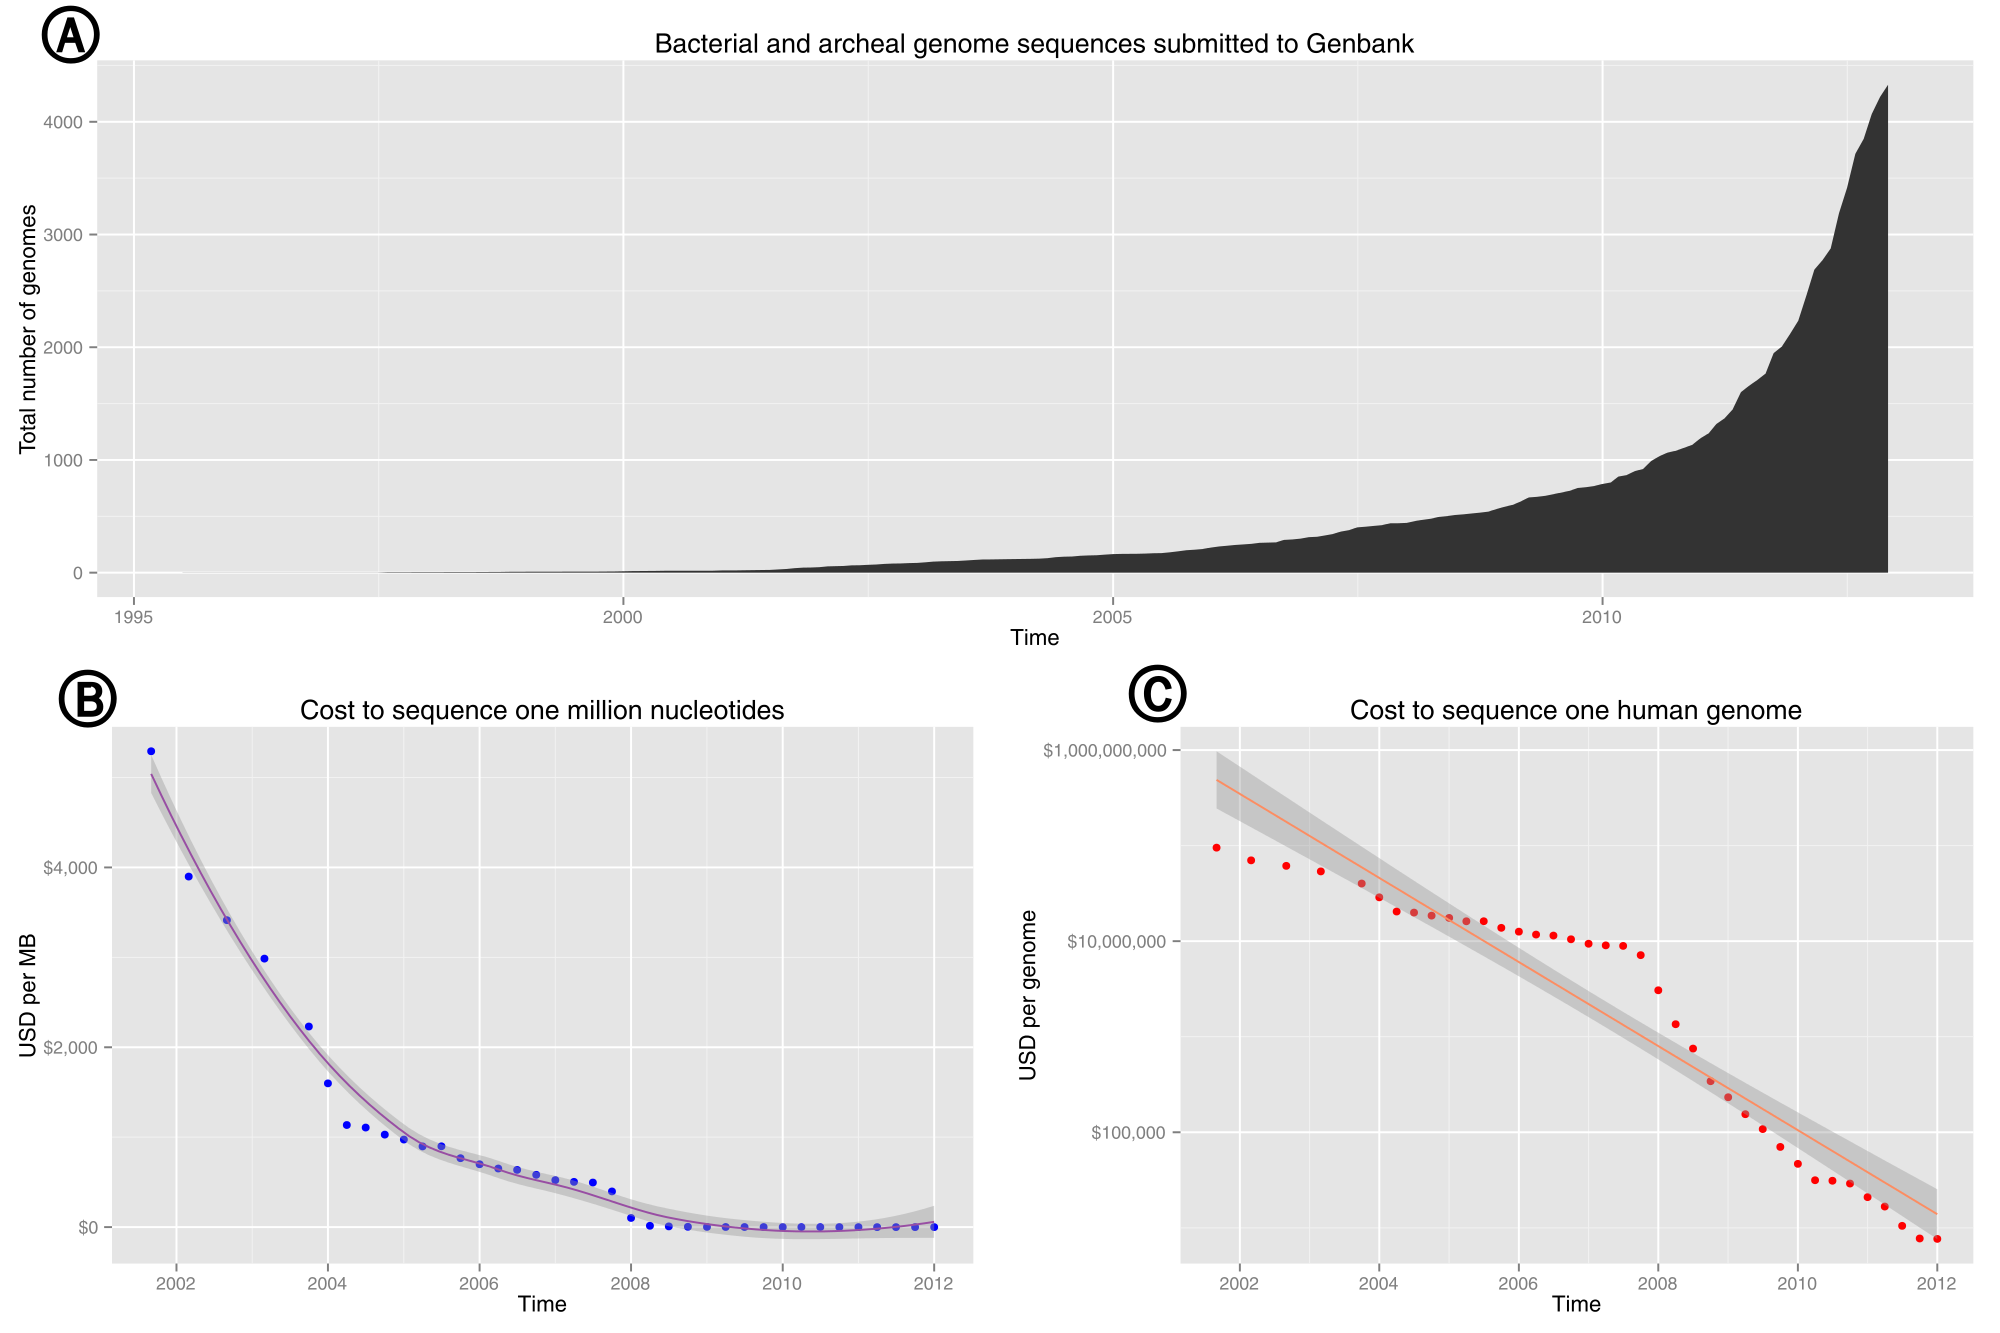 A
Bacterial and archeal genome sequences submitted to Genbank
Total number of genomes
4000
3000
2000
1000
0
1995 2000 2005 2010
Time
B
Cost to sequence one million nucleotides
USD per MB
$4,000
$2,000
$0
2002 2004 2006 2008 2010 2012
Time
C
Cost to sequence one human genome
USD per genome
$1,000,000,000
$10,000,000
$100,000
2002 2004 2006 2008 2010 2012
Time